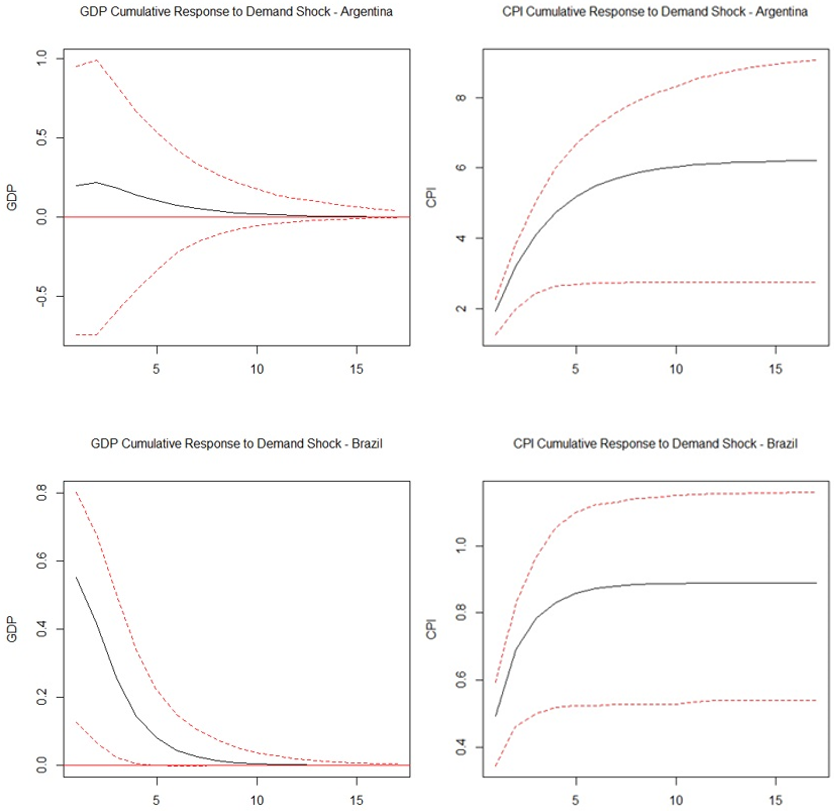 GDP Cumulative Response to Demand Shock - Argentina
GDP
1.0
0.5
0.0
-0.5
5 10 15
CPI Cumulative Response to Demand Shock - Argentina
CPI
8
6
4
2
5 10 15
GDP Cumulative Response to Demand Shock - Brazil
GDP
0.8
0.6
0.4
0.2
0.0
5 10 15
CPI Cumulative Response to Demand Shock - Brazil
CPI
1.0
0.8
0.6
0.4
5 10 15